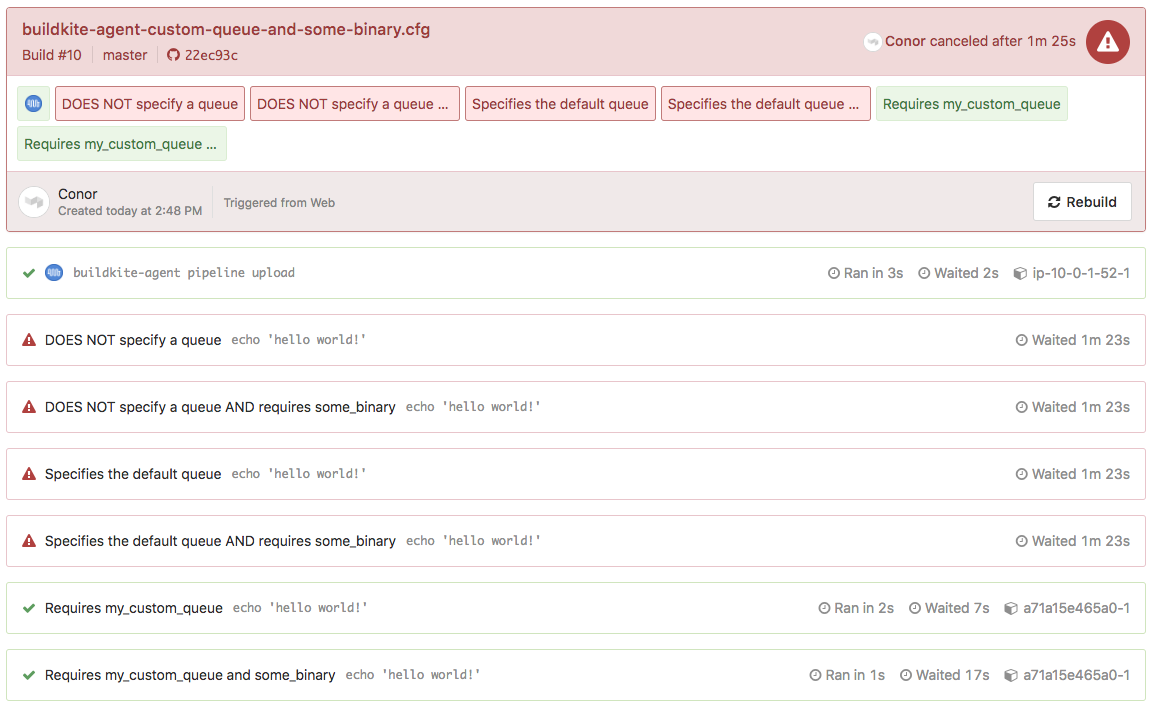 buildkite-agent-custom-queue-and-some-binary.cfg
Build #10 master 22ec93c
Conor canceled after 1m 25s
DOES NOT specify a queue DOES NOT specify a queue ... Specifies the default queue Specifies the default queue ... Requires my_custom_queue
Requires my_custom_queue ...
Conor
Created today at 2:48 PM
Triggered from Web
Rebuild
buildkite-agent pipeline upload Ran in 3s Waited 2s ip-10-0-1-52-1
DOES NOT specify a queue echo 'hello world!' Waited 1m 23s
DOES NOT specify a queue AND requires some_binary echo 'hello world!' Waited 1m 23s
Specifies the default queue echo 'hello world!' Waited 1m 23s
Specifies the default queue AND requires some_binary echo 'hello world!' Waited 1m 23s
Requires my_custom_queue echo 'hello world!' Ran in 2s Waited 7s a71a15e465a0-1
Requires my_custom_queue and some_binary echo 'hello world!' Ran in 1s Waited 17s a71a15e465a0-1